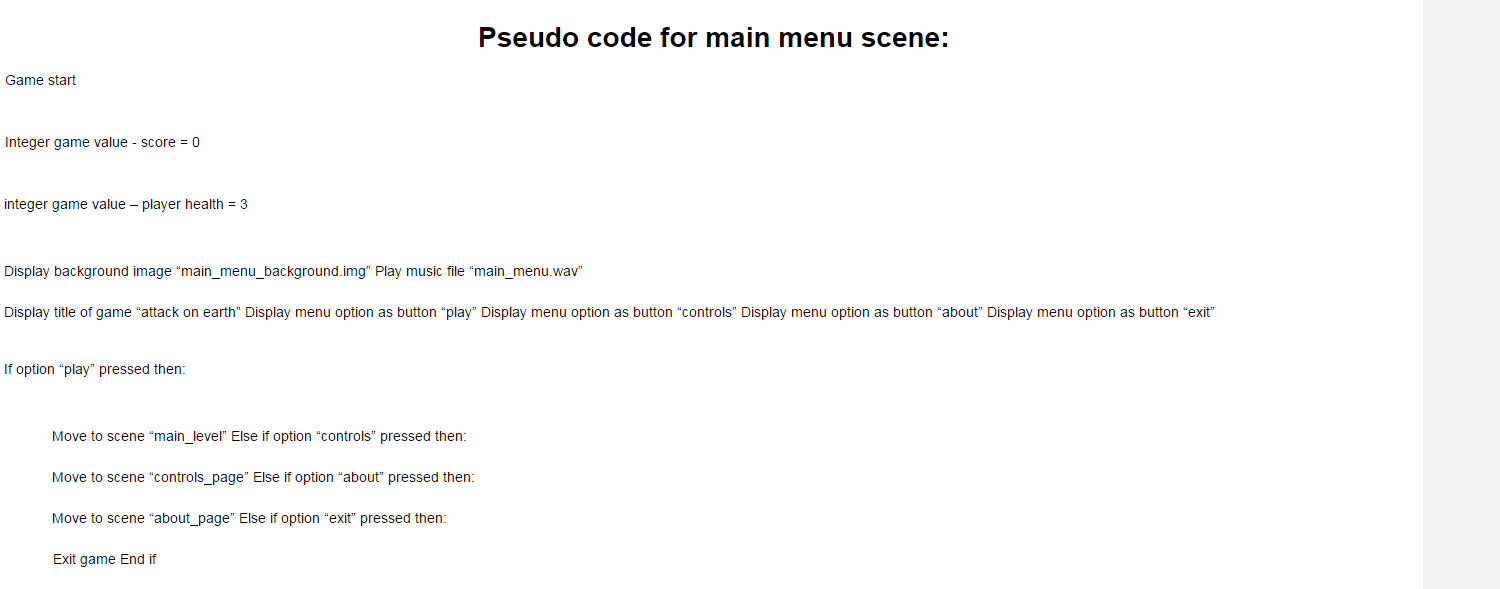 Pseudo code for main menu scene:
Game start
Integer game value - score = 0
integer game value – player health = 3
Display background image “main_menu_background.img” Play music file “main_menu.wav”
Display title of game “attack on earth” Display menu option as button “play” Display menu option as button “controls” Display menu option as button “about” Display menu option as button “exit”
If option “play” pressed then:
Move to scene “main_level” Else if option “controls” pressed then:
Move to scene “controls_page” Else if option “about” pressed then:
Move to scene “about_page” Else if option “exit” pressed then:
Exit game End if